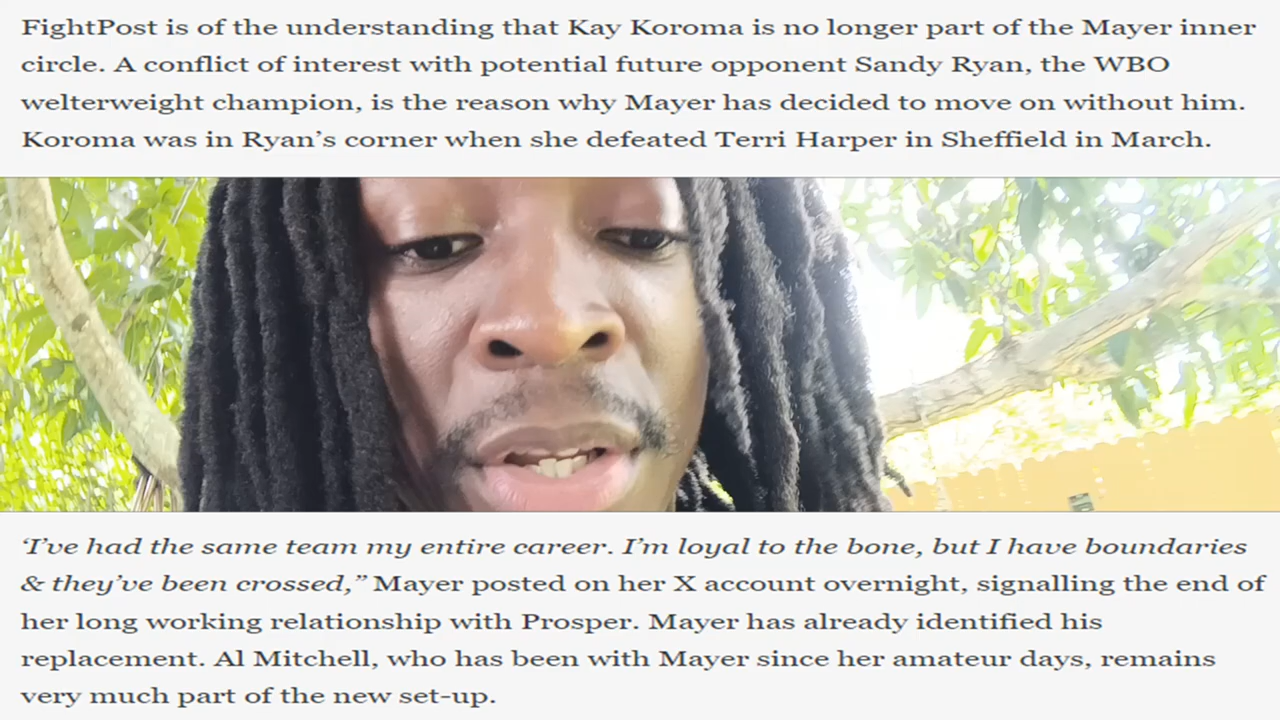 FightPost is of the understanding that Kay Koroma is no longer part of the Mayer inner
circle. A conflict of interest with potential future opponent Sandy Ryan, the WBO
welterweight champion, is the reason why Mayer has decided to move on without him.
Koroma was in Ryan’s corner when she defeated Terri Harper in Sheffield in March.
‘I’ve had the same team my entire career. I’m loyal to the bone, but I have boundaries
& they’ve been crossed,” Mayer posted on her X account overnight, signalling the end of
her long working relationship with Prosper. Mayer has already identified his
replacement. Al Mitchell, who has been with Mayer since her amateur days, remains
very much part of the new set-up.